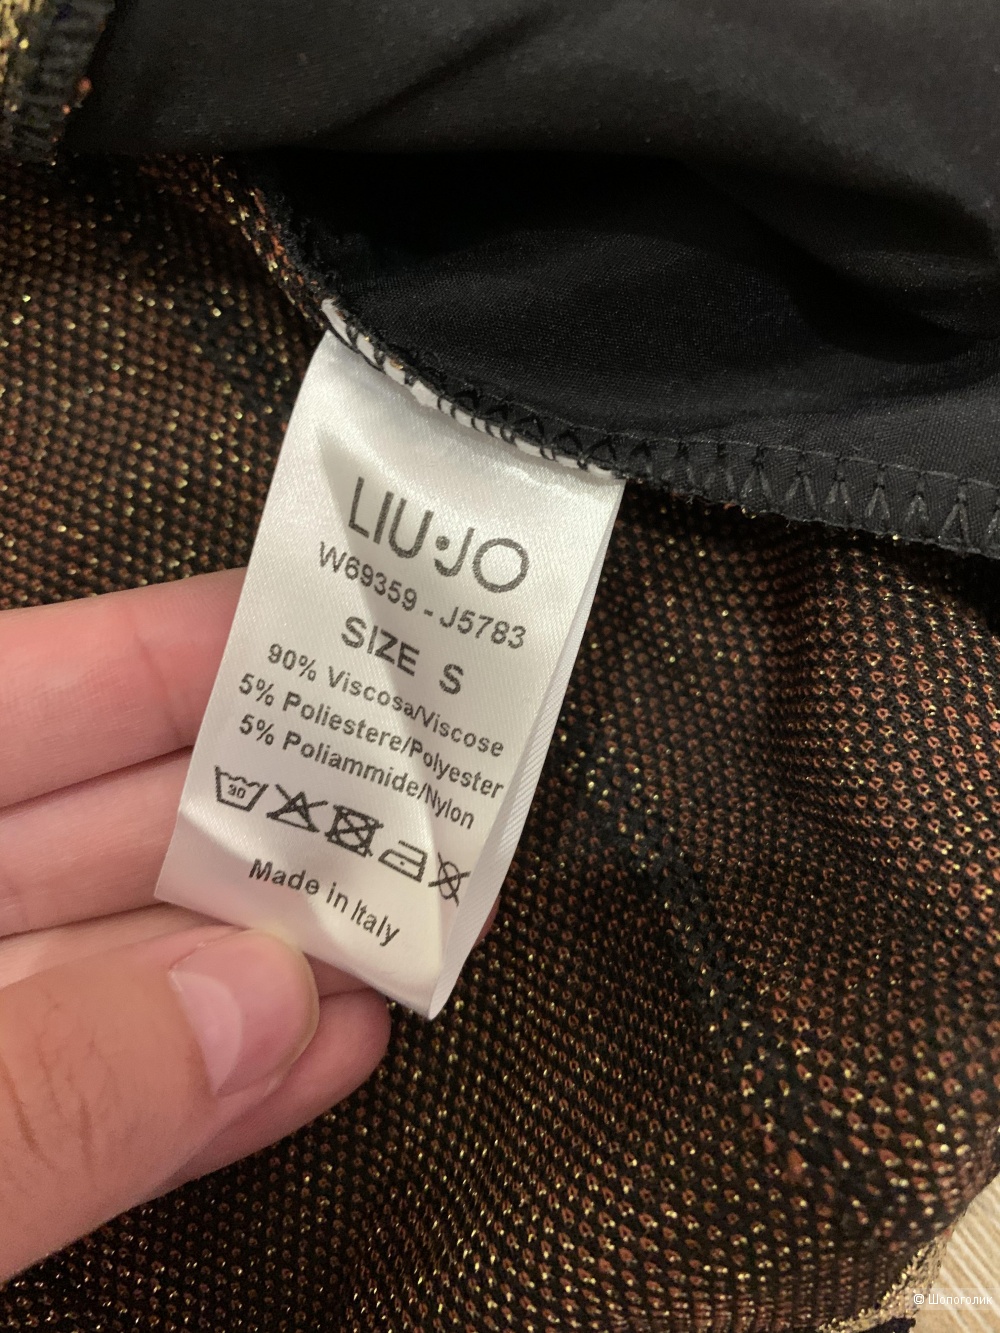 LIU•JO
W69359 - J5783
SIZE S
90% Viscosa/Viscose
5% Poliestere/Polyester
5% Poliammide/Nylon
30
Made in Italy
@ Шопоголик